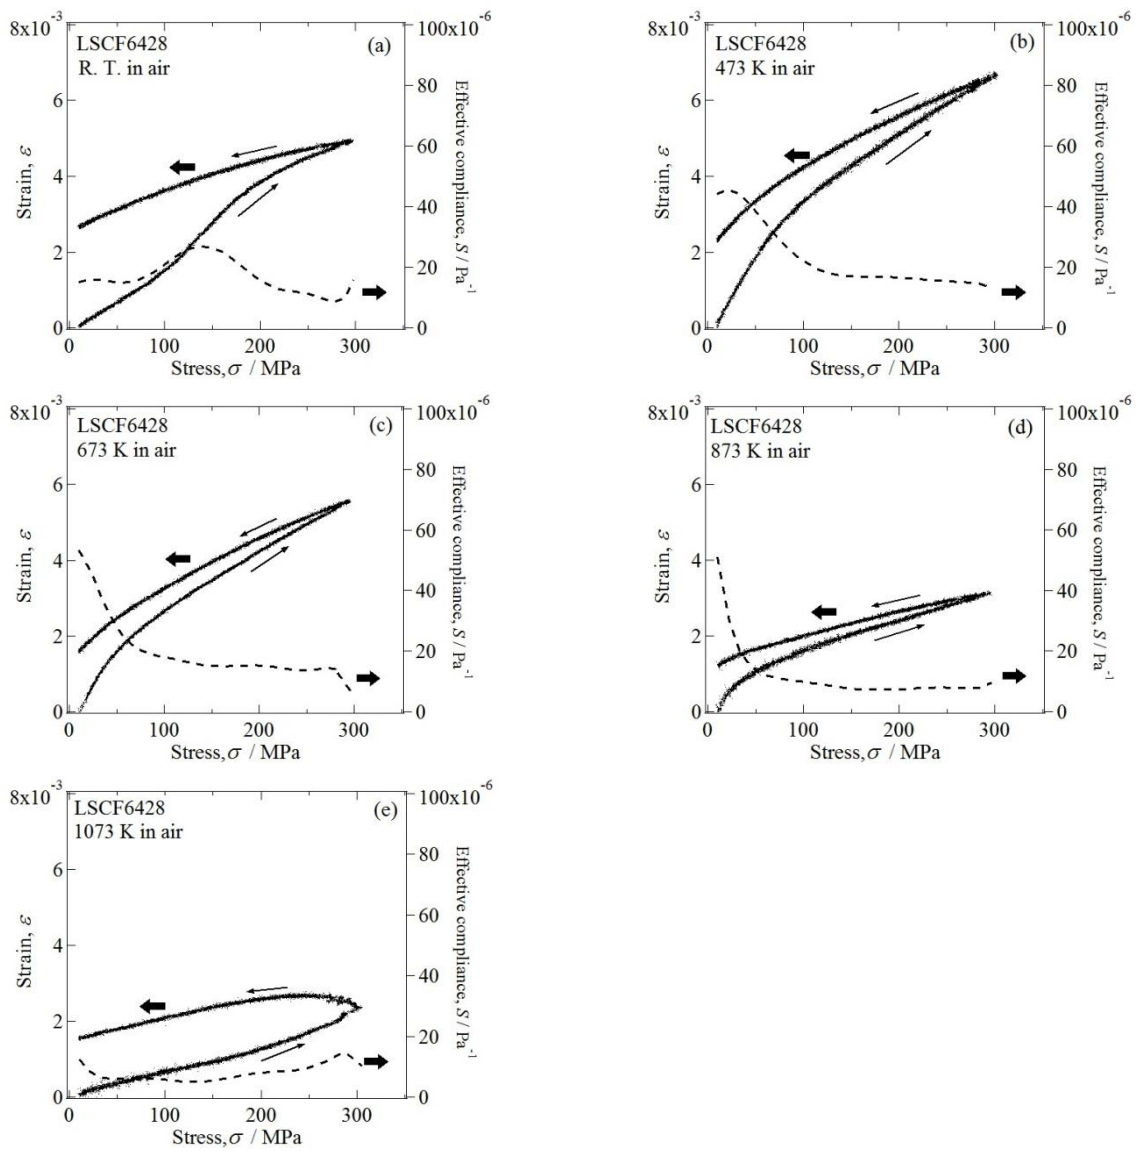 8x10-3
LSCF6428
R. T. in air
(a)
100x10-6
80
60
40
20
0
6
4
2
0
Strain, ε
Effective compliance, S / Pa-1
0 100 200 300
Stress,σ / MPa
8x10-3
LSCF6428
473 K in air
(b)
100x10-6
80
60
40
20
0
6
4
2
0
Strain, ε
Effective compliance, S / Pa-1
0 100 200 300
Stress,σ / MPa
8x10-3
LSCF6428
673 K in air
(c)
100x10-6
80
60
40
20
0
6
4
2
0
Strain, ε
Effective compliance, S / Pa-1
0 100 200 300
Stress,σ / MPa
8x10-3
LSCF6428
873 K in air
(d)
100x10-6
80
60
40
20
0
6
4
2
0
Strain, ε
Effective compliance, S / Pa-1
0 100 200 300
Stress,σ / MPa
8x10-3
LSCF6428
1073 K in air
(e)
100x10-6
80
60
40
20
0
6
4
2
0
Strain, ε
Effective compliance, S / Pa-1
0 100 200 300
Stress,σ / MPa